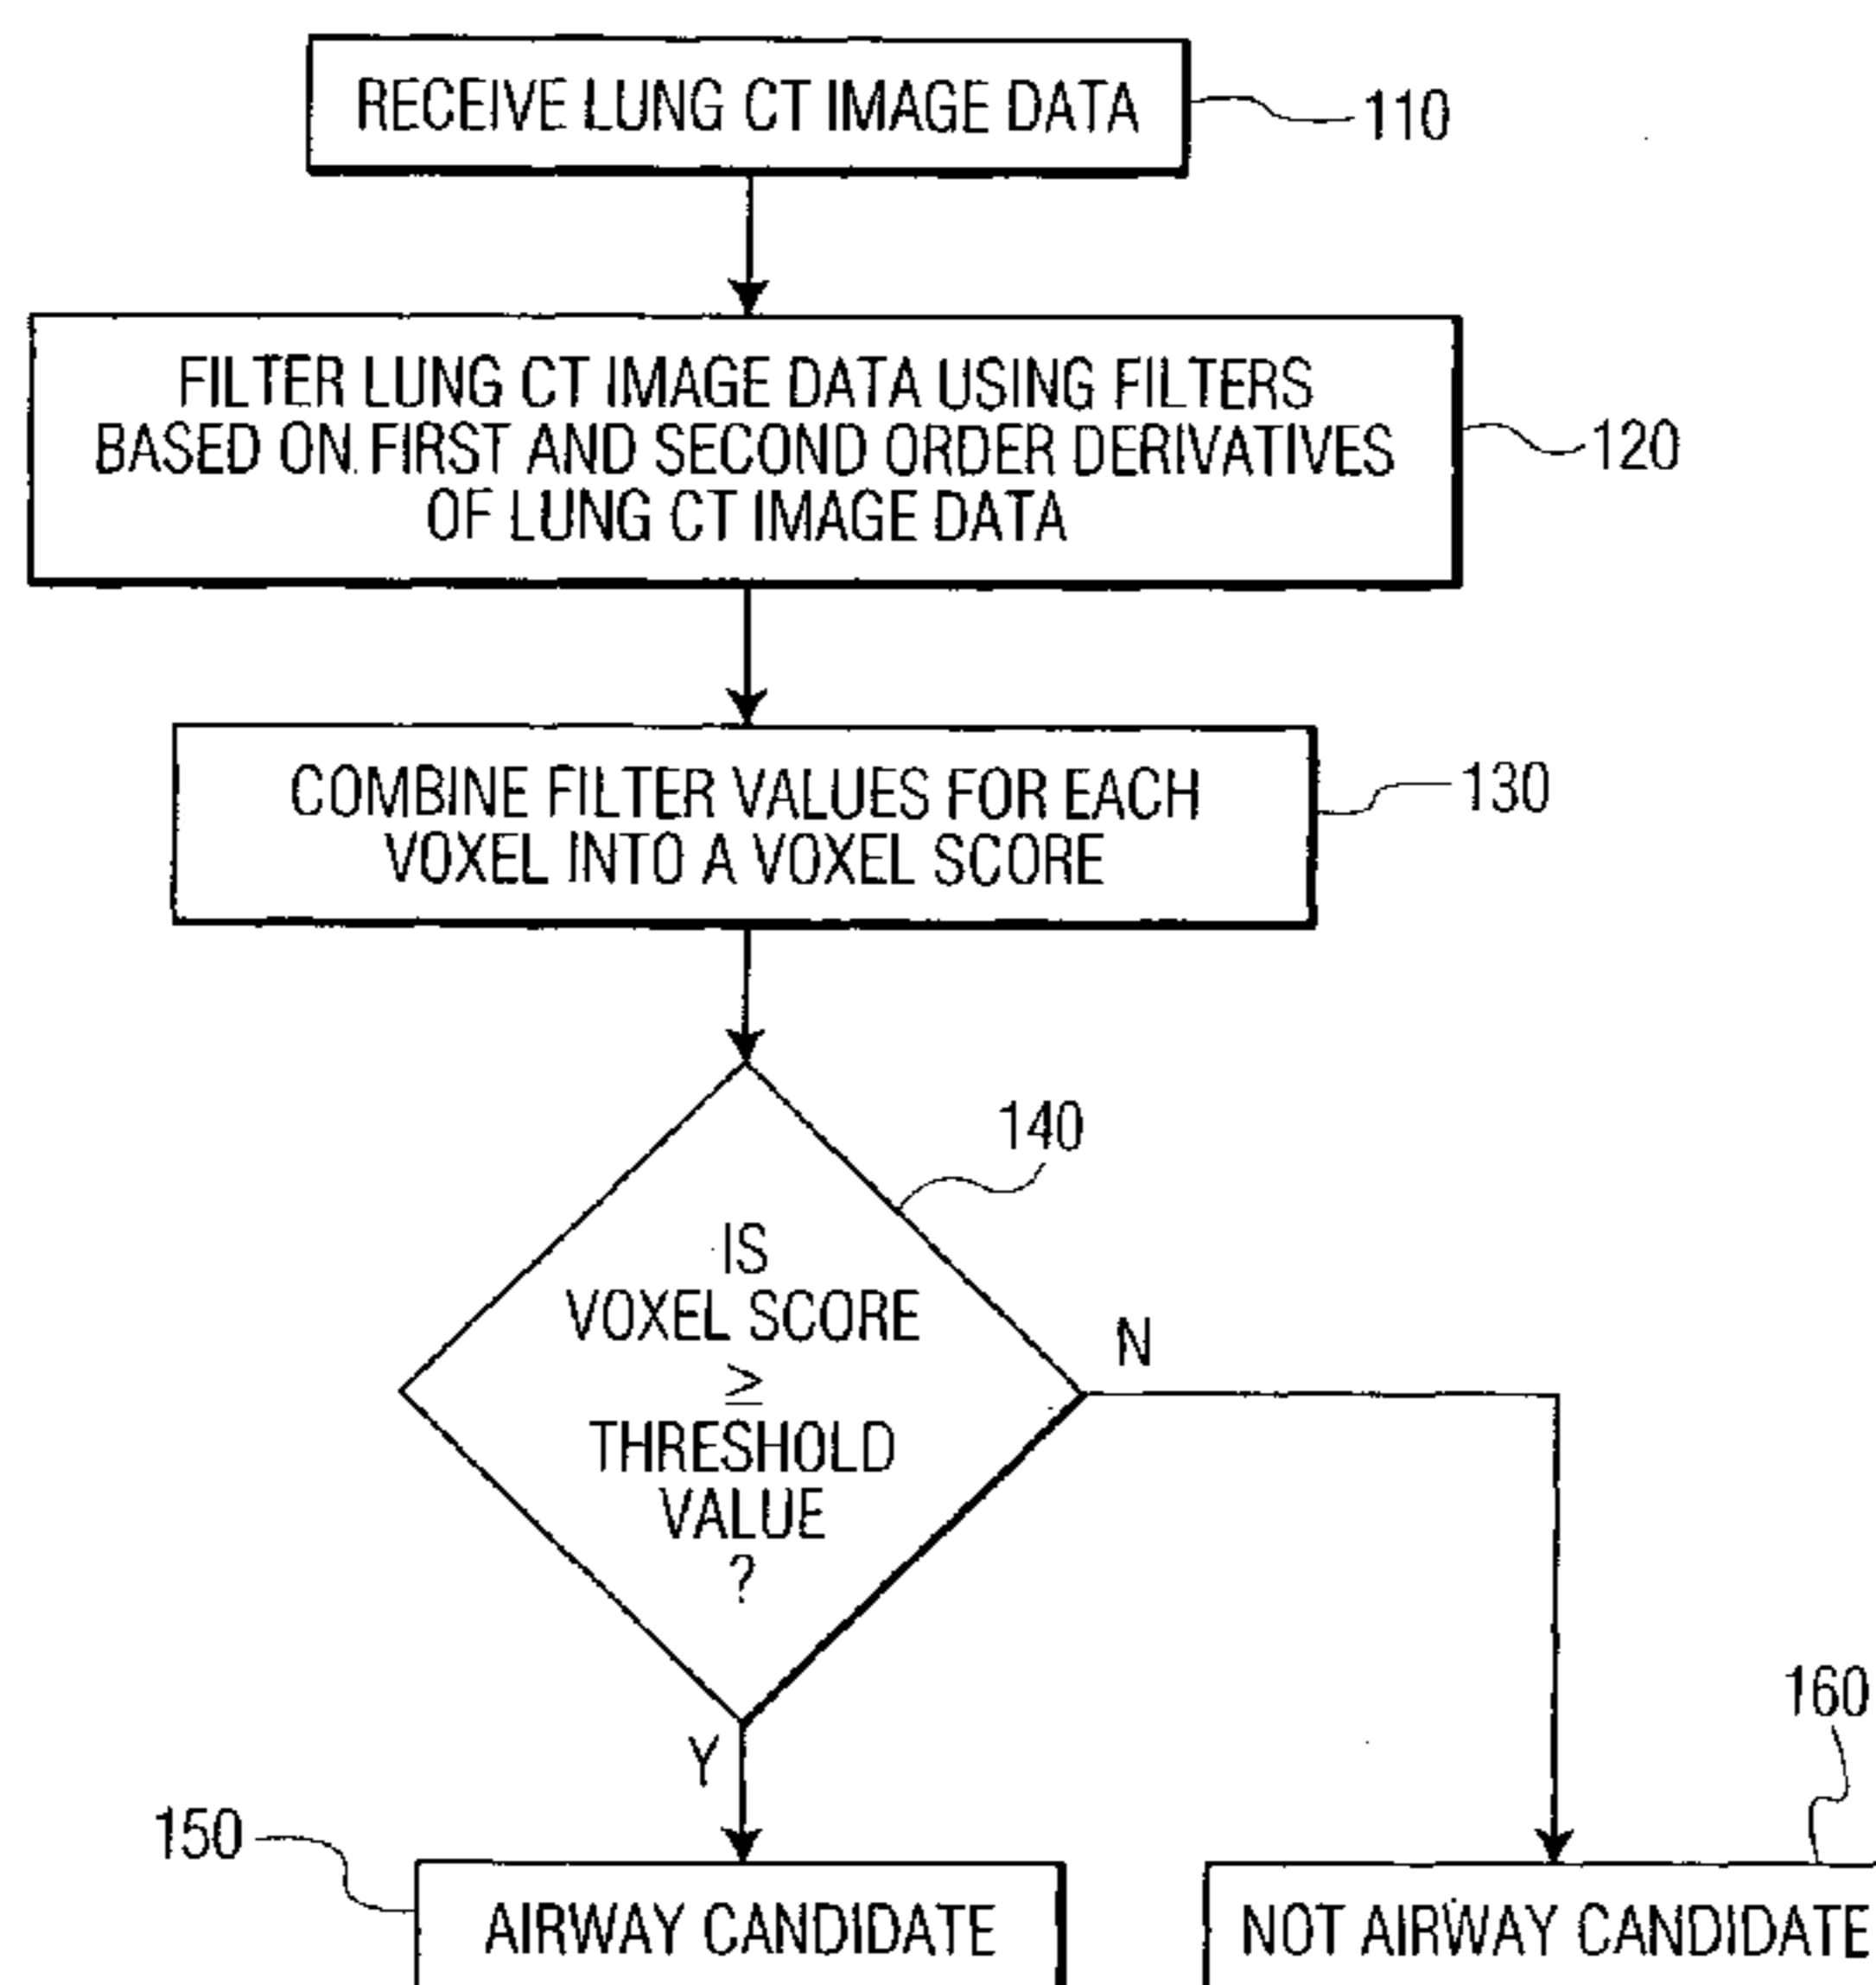 RECEIVE LUNG CT IMAGE DATA
110
FILTER LUNG CT IMAGE DATA USING FILTERS
BASED ON FIRST AND SECOND ORDER DERIVATIVES
OF LUNG CT IMAGE DATA
120
COMBINE FILTER VALUES FOR EACH
VOXEL INTO A VOXEL SCORE
130
140
IS
VOXEL SCORE
≥
THRESHOLD
VALUE
?
N
Y
160
150
AIRWAY CANDIDATE
NOT AIRWAY CANDIDATE